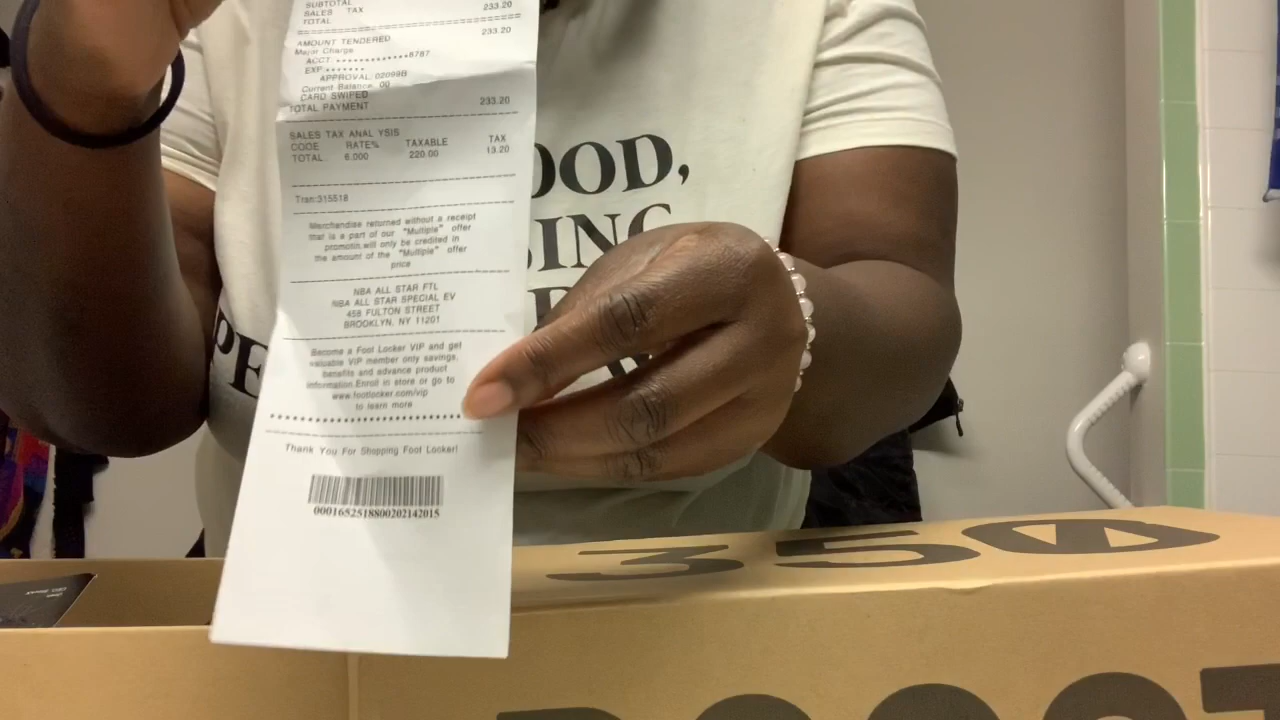 SUBTOTAL
SALES TAX 233.20
TOTAL
AMOUNT TENDERED 233.20
Major Charge
ACCT: ************8787
EXP:*******
APPROVAL: 02099B
Current Balance .00
CARD SWIPED
TOTAL PAYMENT 233.20
SALES TAX ANALYSIS
CODE RATE% TAXABLE TAX
TOTAL 6.000 220.00 13.20
Tran:315518
Merchandise returned without a receipt
that is a part of our "Multiple" offer
promotin.will only be credited in
the amount of the "Multiple" offer
price
NBA ALL STAR FTL
NBA ALL STAR SPECIAL EV
458 FULTON STREET
BROOKLYN, NY 11201
Become a Foot Locker VIP and get
valuable VIP member only savings,
benefits and advance product
information.Enroll in store or go to
www.footlocker.com/vip
to learn more
Thank You For Shopping Foot Locker!
0001652518800202142015
OOD,
350
BOOST